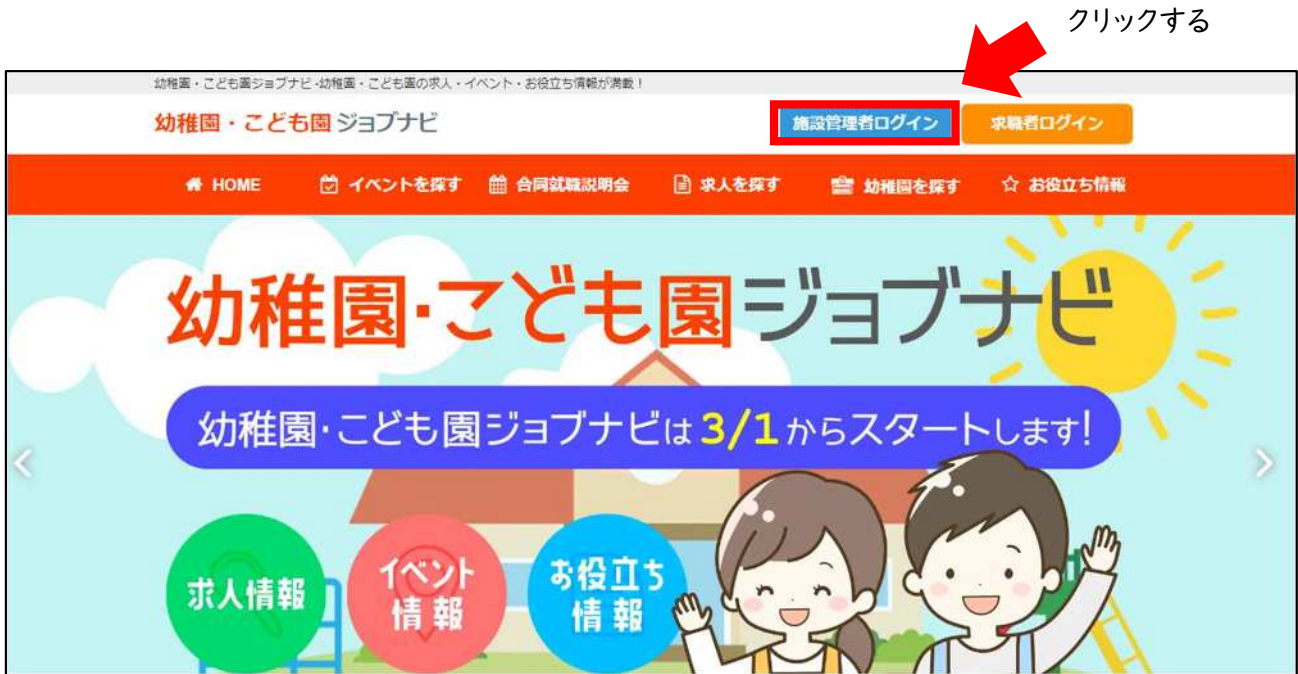 クリックする
幼稚園・こども園ジョブナビ -幼稚園・こども園の求人・イベント・お役立ち情報が満載！
幼稚園・こども園 ジョブナビ
施設管理者ログイン
求職者ログイン
HOME
イベントを探す
合同就職説明会
求人を探す
幼稚園を探す
お役立ち情報
幼稚園・こども園ジョブナビ
幼稚園・こども園ジョブナビは 3/1 からスタートします!
求人情報
イベント
情報
お役立ち
情報